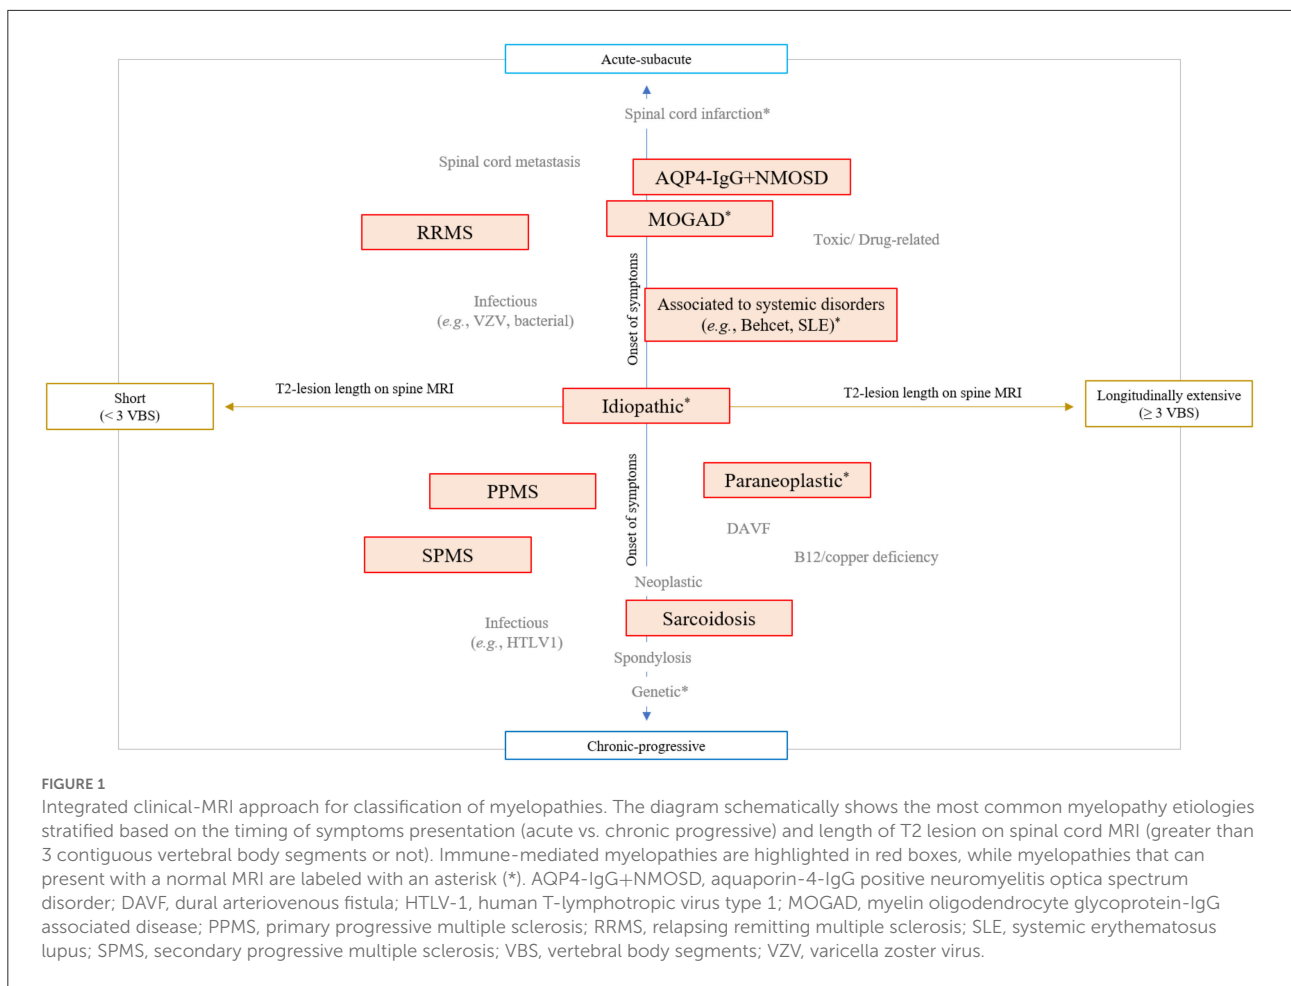 Acute-subacute
Spinal cord infarction*
Spinal cord metastasis
AQP4-IgG+NMOSD
MOGAD*
RRMS
Toxic/ Drug-related
Onset of symptoms
Infectious
(e.g., VZV, bacterial)
Associated to systemic disorders
(e.g., Behcet, SLE)*
Short
(< 3 VBS)
T2-lesion length on spine MRI
Idiopathic*
T2-lesion length on spine MRI
Longitudinally extensive
(≥ 3 VBS)
Onset of symptoms
PPMS
Paraneoplastic*
DAVF
SPMS
B12/copper deficiency
Neoplastic
Infectious
(e.g., HTLV1)
Sarcoidosis
Spondylosis
Genetic*
Chronic-progressive
FIGURE 1
Integrated clinical-MRI approach for classification of myelopathies. The diagram schematically shows the most common myelopathy etiologies
stratified based on the timing of symptoms presentation (acute vs. chronic progressive) and length of T2 lesion on spinal cord MRI (greater than
3 contiguous vertebral body segments or not). Immune-mediated myelopathies are highlighted in red boxes, while myelopathies that can
present with a normal MRI are labeled with an asterisk (*). AQP4-IgG+NMOSD, aquaporin-4-IgG positive neuromyelitis optica spectrum
disorder; DAVF, dural arteriovenous fistula; HTLV-1, human T-lymphotropic virus type 1; MOGAD, myelin oligodendrocyte glycoprotein-IgG
associated disease; PPMS, primary progressive multiple sclerosis; RRMS, relapsing remitting multiple sclerosis; SLE, systemic erythematosus
lupus; SPMS, secondary progressive multiple sclerosis; VBS, vertebral body segments; VZV, varicella zoster virus.